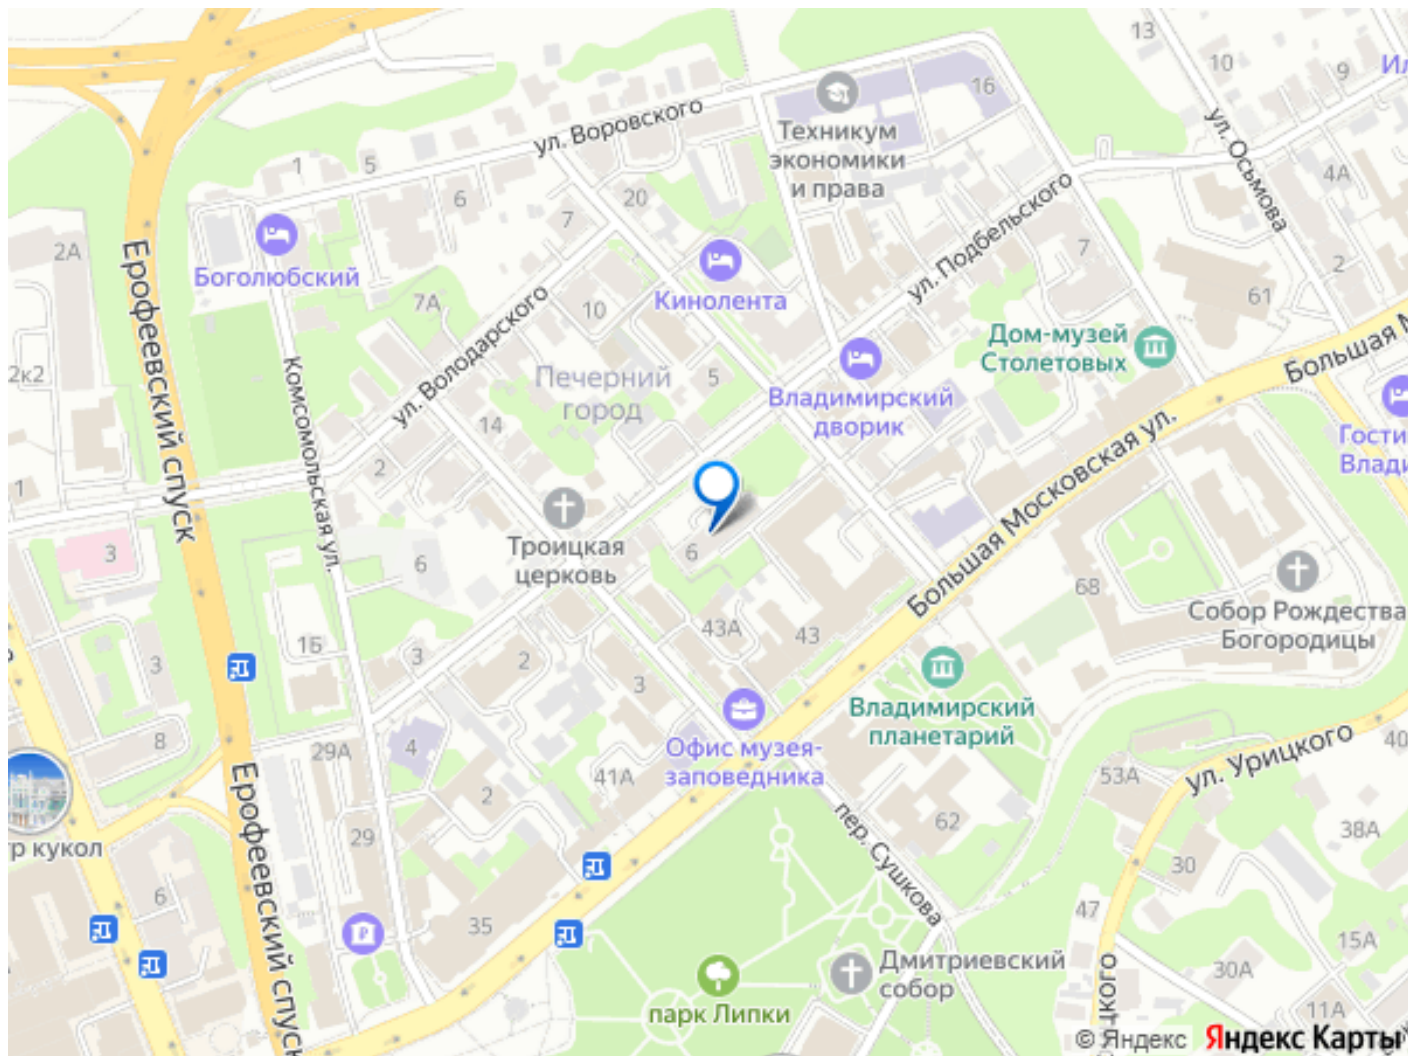 13
10
9
Ил
16
Техникум
экономики
и права
ул. Воровского
ул. Осьмова
4А
1
5
6
20
7
2А
Боголюбский
Кинолента
ул. Подбельского
7
2
61
7А
10
Ерофеевский спуск
Комсомольская ул.
ул. Володарского
Дом-музей
Столетовых
Большая М
2к2
Печерний
город
5
Владимирский
дворик
Гости
Влади
14
2
1
Большая Московская ул.
Троицкая
церковь
3
6
6
68
Собор Рождества
Богородицы
1Б
3
3
2
3
43А
43
Владимирский
планетарий
8
29А
4
Офис музея-
заповедника
41А
2
53А
ул. Урицкого
40
Ерофеевский спуск
29
пер. Сушкова
62
38А
30
р кукол
6
35
47
15А
30А
11А
Дмитриевский
собор
парк Липки
цкого
© Яндекс Яндекс Карты